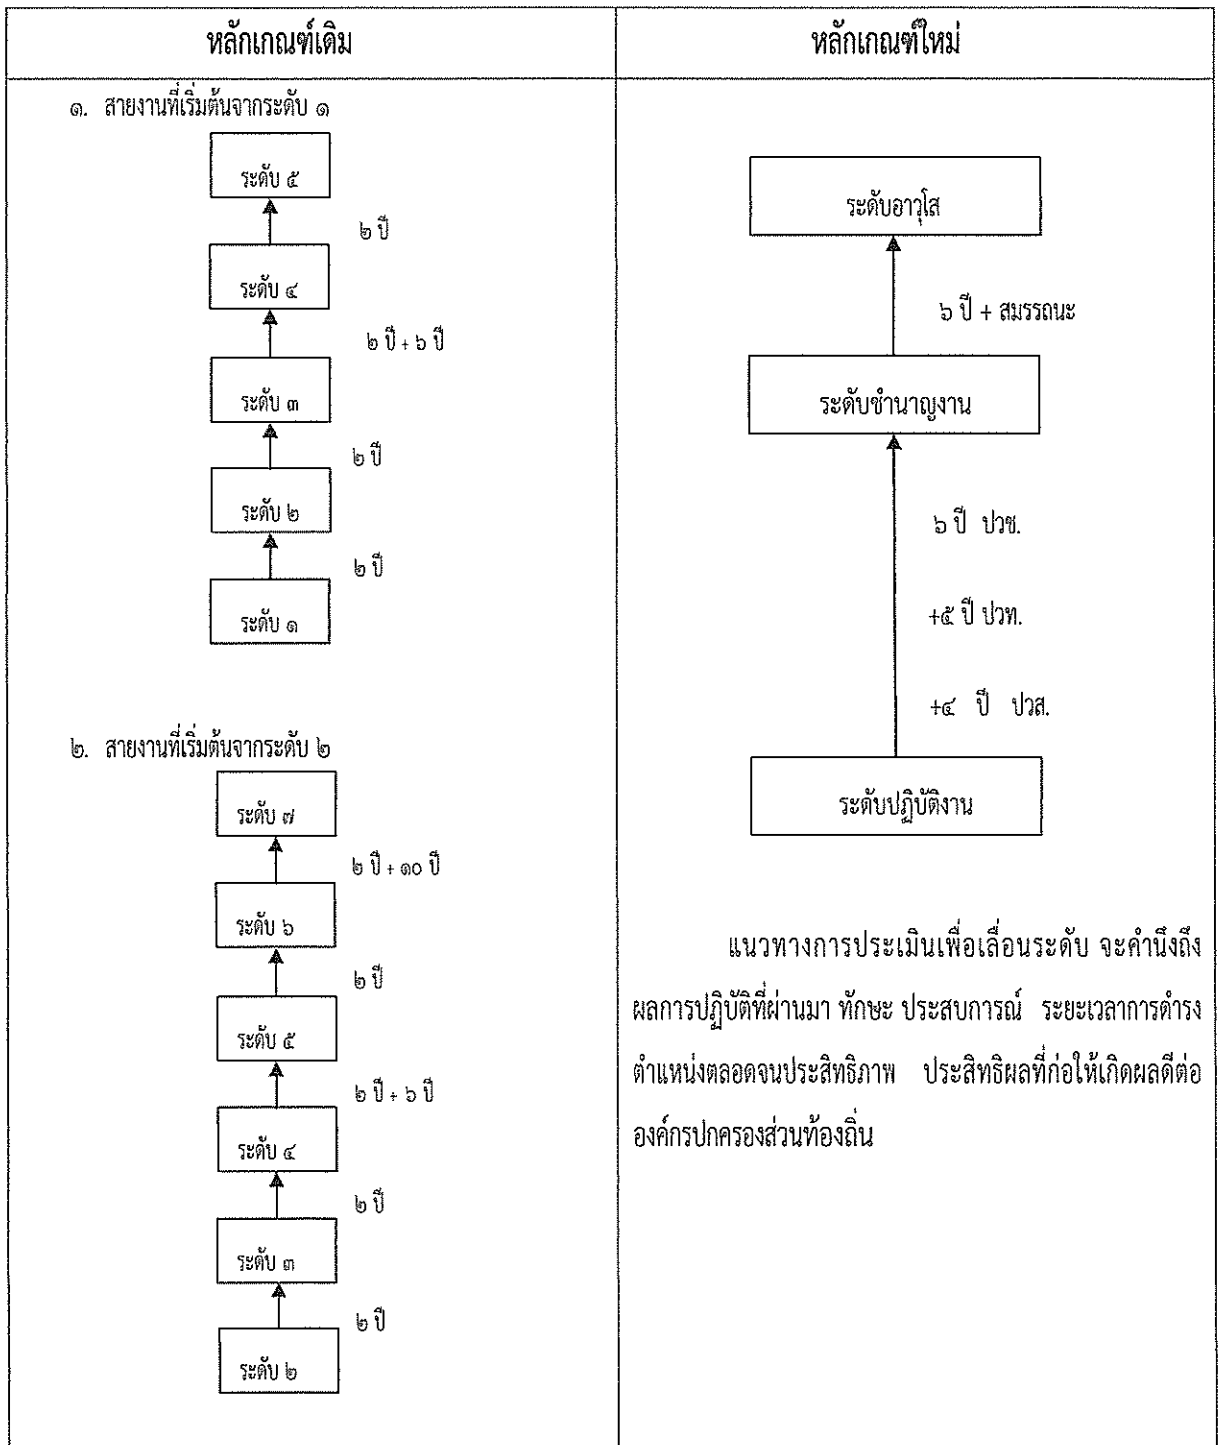 หลักเกณฑ์เดิม
หลักเกณฑ์ใหม่
๑. สายงานที่เริ่มต้นจากระดับ ๑
ระดับ ๕
๒ ปี
ระดับ ๔
๒ ปี + ๖ ปี
ระดับ ๓
๒ ปี
ระดับ ๒
๒ ปี
ระดับ ๑
๒. สายงานที่เริ่มต้นจากระดับ ๒
ระดับ ๗
๒ ปี + ๑๐ ปี
ระดับ ๖
๒ ปี
ระดับ ๕
๒ ปี + ๖ ปี
ระดับ ๔
๒ ปี
ระดับ ๓
๒ ปี
ระดับ ๒
ระดับอาวุโส
๖ ปี + สมรรถนะ
ระดับชำนาญงาน
๖ ปี ปวช.
+๕ ปี ปวท.
+๔ ปี ปวส.
ระดับปฏิบัติงาน
แนวทางการประเมินเพื่อเลื่อนระดับ จะคำนึงถึง
ผลการปฏิบัติที่ผ่านมา ทักษะ ประสบการณ์ ระยะเวลาการดำรง
ตำแหน่งตลอดจนประสิทธิภาพ ประสิทธิผลที่ก่อให้เกิดผลดีต่อ
องค์กรปกครองส่วนท้องถิ่น